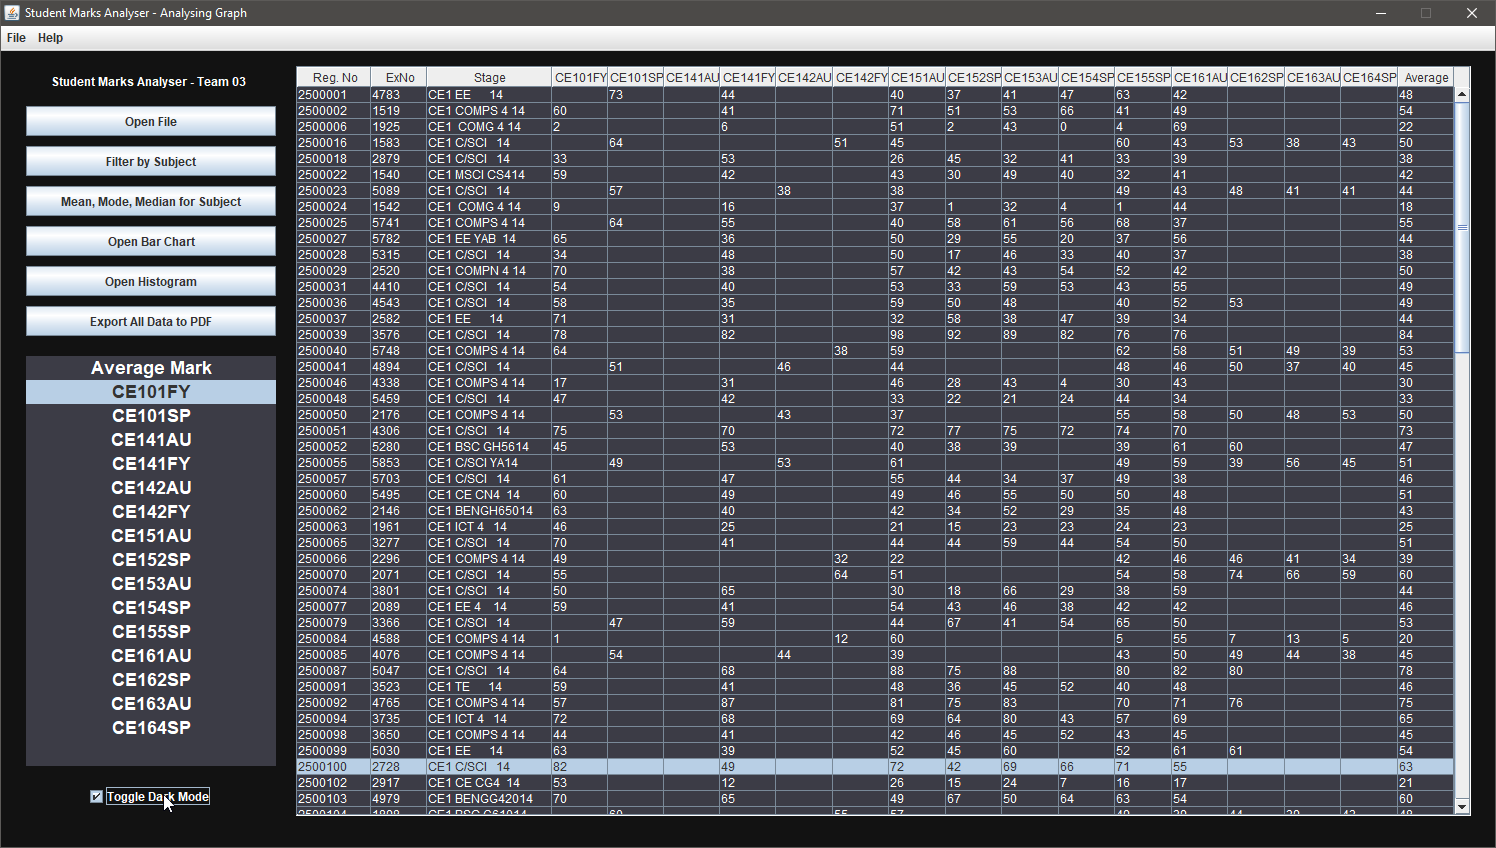 Student Marks Analyser - Analysing Graph
File Help
Student Marks Analyser - Team 03
Open File
Filter by Subject
Mean, Mode, Median for Subject
Open Bar Chart
Open Histogram
Export All Data to PDF
Average Mark
CE101FY
CE101SP
CE141AU
CE141FY
CE142AU
CE142FY
CE151AU
CE152SP
CE153AU
CE154SP
CE155SP
CE161AU
CE162SP
CE163AU
CE164SP
Toggle Dark Mode
Reg. No ExNo Stage CE101FY CE101SP CE141AU CE141FY CE142AU CE142FY CE151AU CE152SP CE153AU CE154SP CE155SP CE161AU CE162SP CE163AU CE164SP Average
2500001 4783 CE1 EE 14 73 44 40 37 41 47 63 42 48
2500002 1519 CE1 COMPS 4 14 60 41 71 51 53 66 41 49 54
2500006 1925 CE1 COMG 4 14 2 6 51 2 43 0 4 69 22
2500016 1583 CE1 C/SCI 14 64 51 45 60 43 53 38 43 50
2500018 2879 CE1 C/SCI 14 33 53 26 45 32 41 33 39 38
2500022 1540 CE1 MSCI CS414 59 42 43 30 49 40 32 41 42
2500023 5089 CE1 C/SCI 14 57 38 38 49 43 48 41 41 44
2500024 1542 CE1 COMG 4 14 9 16 37 1 32 4 1 44 18
2500025 5741 CE1 COMPS 4 14 64 55 40 58 61 56 68 37 55
2500027 5782 CE1 EE YAB 14 65 36 50 29 55 20 37 56 44
2500028 5315 CE1 C/SCI 14 34 48 50 17 46 33 40 37 38
2500029 2520 CE1 COMPN 4 14 70 38 57 42 43 54 52 42 50
2500031 4410 CE1 C/SCI 14 54 40 53 33 59 53 43 55 49
2500036 4543 CE1 C/SCI 14 58 35 59 50 48 40 52 53 49
2500037 2582 CE1 EE 14 71 31 32 58 38 47 39 34 44
2500039 3576 CE1 C/SCI 14 78 82 98 92 89 82 76 76 84
2500040 5748 CE1 COMPS 4 14 64 38 59 62 58 51 49 39 53
2500041 4894 CE1 C/SCI 14 51 46 44 48 46 50 37 40 45
2500046 4338 CE1 COMPS 4 14 17 31 46 28 43 4 30 43 30
2500048 5459 CE1 C/SCI 14 47 42 33 22 21 24 44 34 33
2500050 2176 CE1 COMPS 4 14 53 43 37 55 58 50 48 53 50
2500051 4306 CE1 C/SCI 14 75 70 72 77 75 72 74 70 73
2500052 5280 CE1 BSC GH5614 45 53 40 38 39 39 61 60 47
2500055 5853 CE1 C/SCI YA14 49 53 61 49 59 39 56 45 51
2500057 5703 CE1 C/SCI 14 61 47 55 44 34 37 49 38 46
2500060 5495 CE1 CE CN4 14 60 49 49 46 55 50 50 48 51
2500062 2146 CE1 BENGH65014 63 40 42 34 52 29 35 48 43
2500063 1961 CE1 ICT 4 14 46 25 21 15 23 23 24 23 25
2500065 3277 CE1 C/SCI 14 70 41 44 44 59 44 54 50 51
2500066 2296 CE1 COMPS 4 14 49 32 22 42 46 46 41 34 39
2500070 2071 CE1 C/SCI 14 55 64 51 54 58 74 66 59 60
2500074 3801 CE1 C/SCI 14 50 65 30 18 66 29 38 59 44
2500077 2089 CE1 EE 4 14 59 41 54 43 46 38 42 42 46
2500079 3366 CE1 C/SCI 14 47 59 44 67 41 54 65 50 53
2500084 4588 CE1 COMPS 4 14 1 12 60 5 55 7 13 5 20
2500085 4076 CE1 COMPS 4 14 54 44 39 43 50 49 44 38 45
2500087 5047 CE1 C/SCI 14 64 68 88 75 88 80 82 80 78
2500091 3523 CE1 TE 14 59 41 48 36 45 52 40 48 46
2500092 4765 CE1 COMPS 4 14 57 87 81 75 83 70 71 76 75
2500094 3735 CE1 ICT 4 14 72 68 69 64 80 43 57 69 65
2500098 3650 CE1 COMPS 4 14 44 41 42 46 45 52 43 45 45
2500099 5030 CE1 EE 14 63 39 52 45 60 52 61 61 54
2500100 2728 CE1 C/SCI 14 82 49 72 42 69 66 71 55 63
2500102 2917 CE1 CE CG4 14 53 12 26 15 24 7 16 17 21
2500103 4979 CE1 BENGG42014 70 65 49 67 50 64 63 54 60